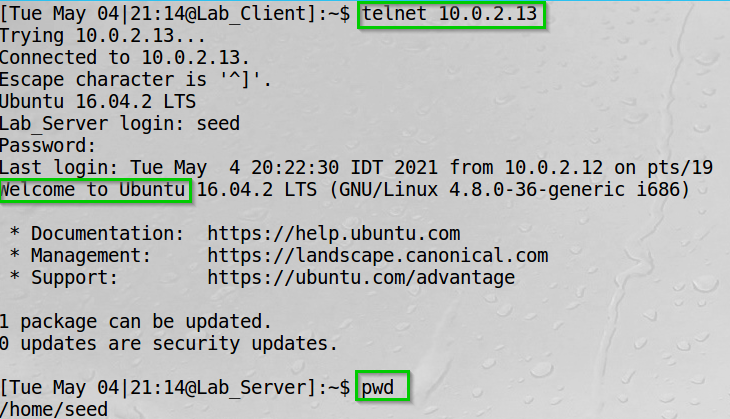 [Tue May 04|21:14@Lab_Client]:~$ telnet 10.0.2.13
Trying 10.0.2.13...
Connected to 10.0.2.13.
Escape character is '^]'.
Ubuntu 16.04.2 LTS
Lab_Server login: seed
Password:
Last login: Tue May  4 20:22:30 IDT 2021 from 10.0.2.12 on pts/19
Welcome to Ubuntu 16.04.2 LTS (GNU/Linux 4.8.0-36-generic i686)
 * Documentation:  https://help.ubuntu.com
 * Management:     https://landscape.canonical.com
 * Support:        https://ubuntu.com/advantage
1 package can be updated.
0 updates are security updates.
[Tue May 04|21:14@Lab_Server]:~$ pwd
/home/seed